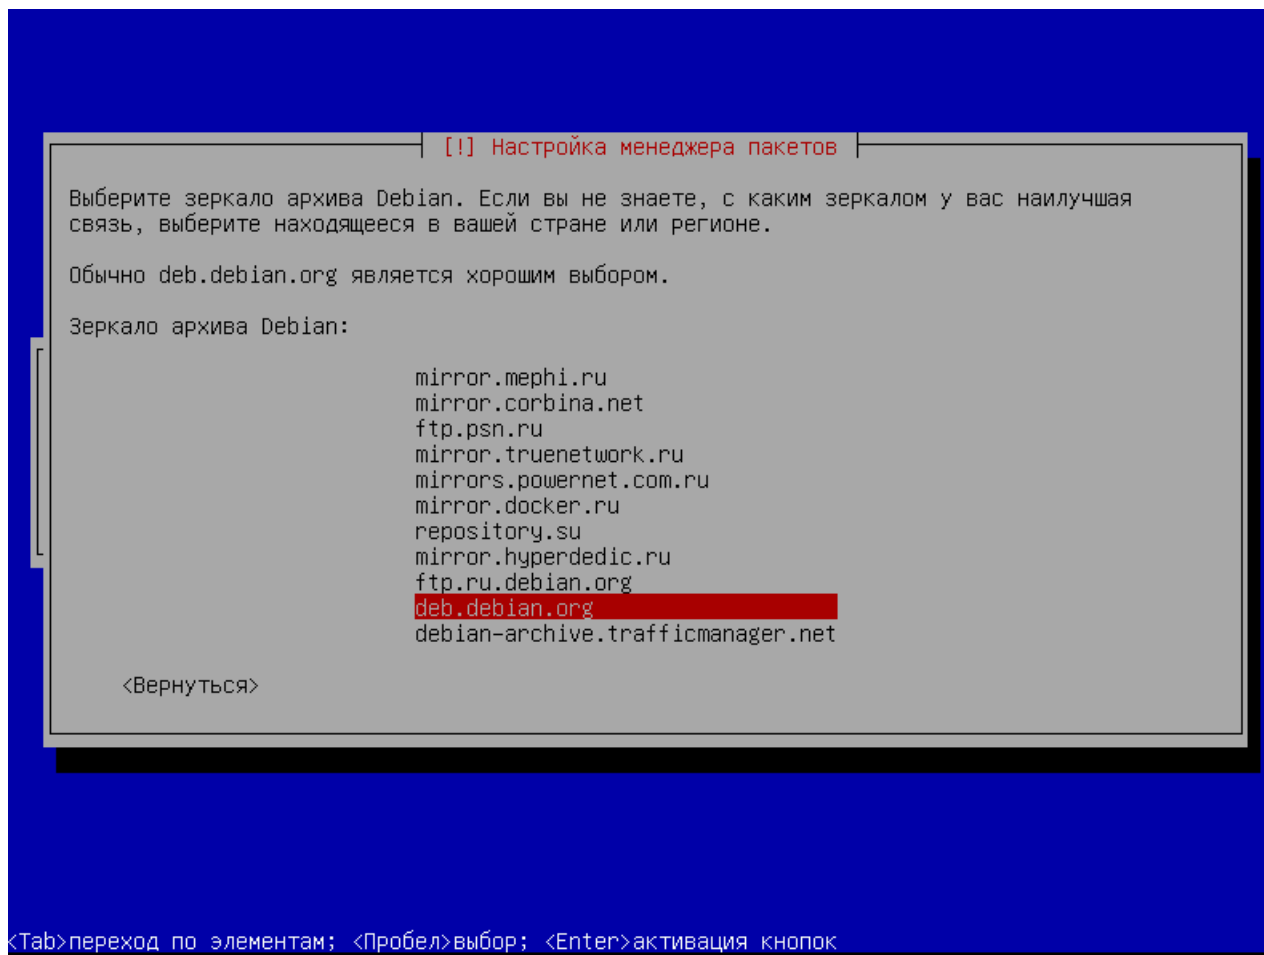 [!] Настройка менеджера пакетов
Выберите зеркало архива Debian. Если вы не знаете, с каким зеркалом у вас наилучшая
связь, выберите находящееся в вашей стране или регионе.
Обычно deb.debian.org является хорошим выбором.
Зеркало архива Debian:
mirror.mephi.ru
mirror.corbina.net
ftp.psn.ru
mirror.truenetwork.ru
mirrors.powernet.com.ru
mirror.docker.ru
repository.su
mirror.hyperdedic.ru
ftp.ru.debian.org
deb.debian.org
debian-archive.trafficmanager.net
<Вернуться>
<Tab>переход по элементам; <Пробел>выбор; <Enter>активация кнопок